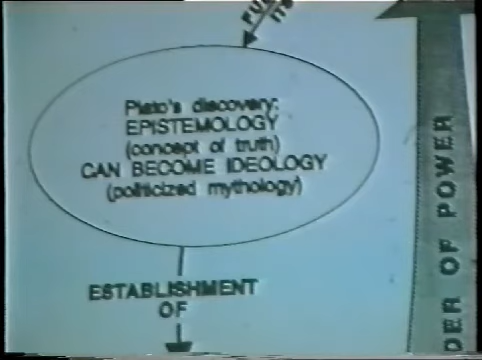 Plato's discovery:
EPISTEMOLOGY
(concept of truth)
CAN BECOME IDEOLOGY
(politicized mythology)
ESTABLISHMENT
OF
DER OF POWER